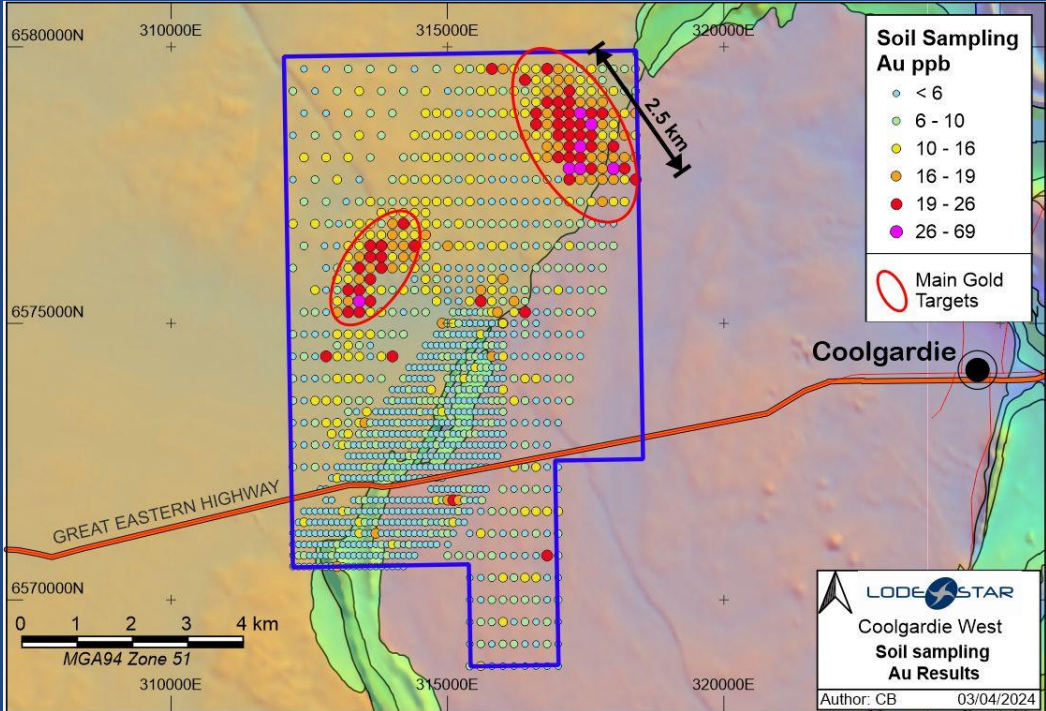 310000E
315000E
320000E
6580000N
6575000N
6570000N
2.5 km
Soil Sampling
Au ppb
< 6
6 - 10
10 - 16
16 - 19
19 - 26
26 - 69
Main Gold
Targets
Coolgardie
GREAT EASTERN HIGHWAY
0 1 2 3 4 km
MGA94 Zone 51
310000E
315000E
320000E
LODESTAR
Coolgardie West
Soil sampling
Au Results
Author: CB 03/04/2024